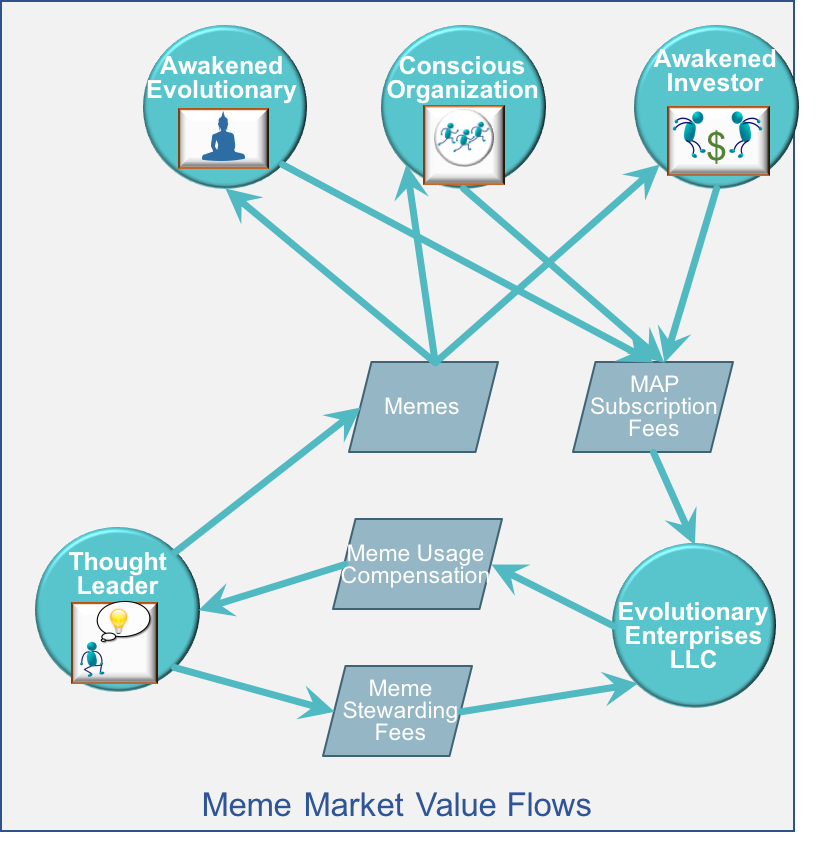 Awakened
Evolutionary
Conscious
Organization
Awakened
Investor
$
Memes
MAP
Subscription
Fees
Thought
Leader
Meme Usage
Compensation
Evolutionary
Enterprises
LLC
Meme
Stewarding
Fees
Meme Market Value Flows